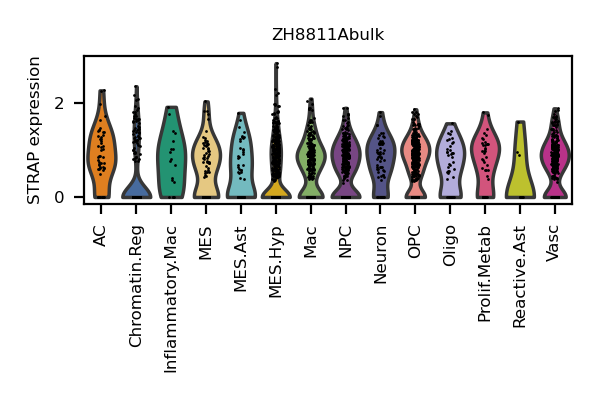 ZH8811Abulk
STRAP expression
2
0
AC
Chromatin.Reg
Inflammatory.Mac
MES
MES.Ast
MES.Hyp
Mac
NPC
Neuron
OPC
Oligo
Prolif.Metab
Reactive.Ast
Vasc